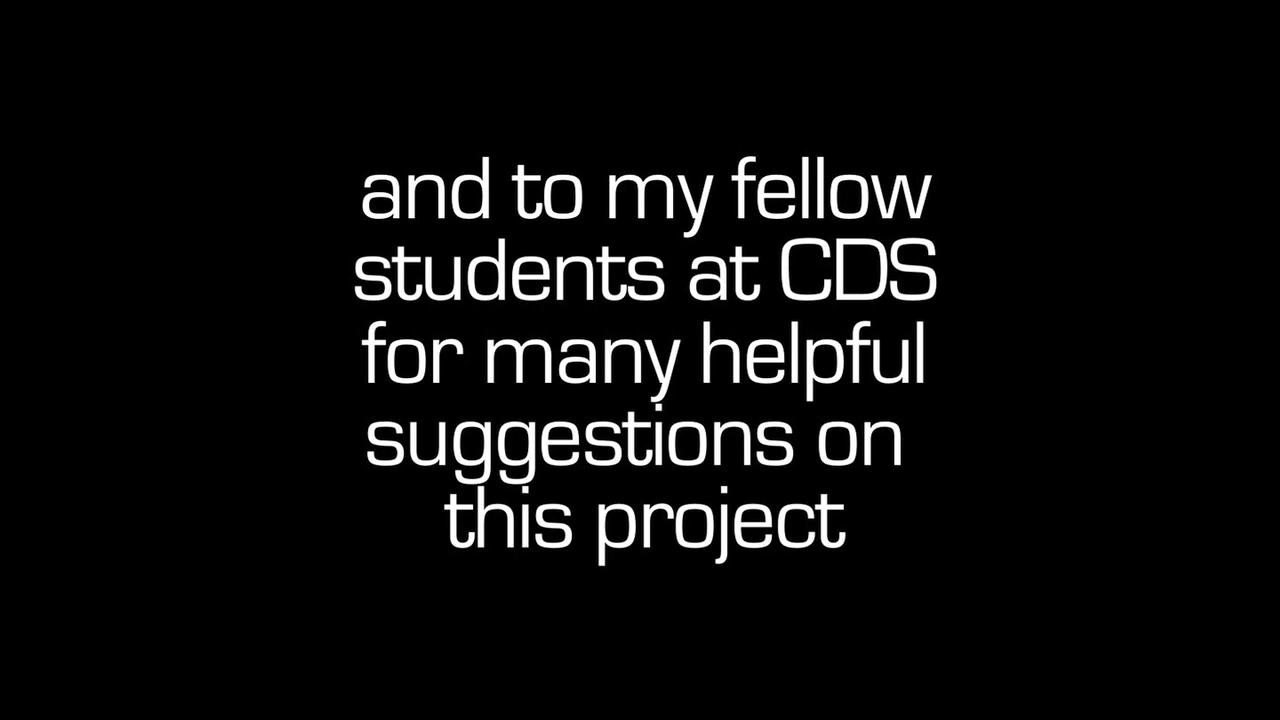 and to my fellow
students at CDS
for many helpful
suggestions on
this project